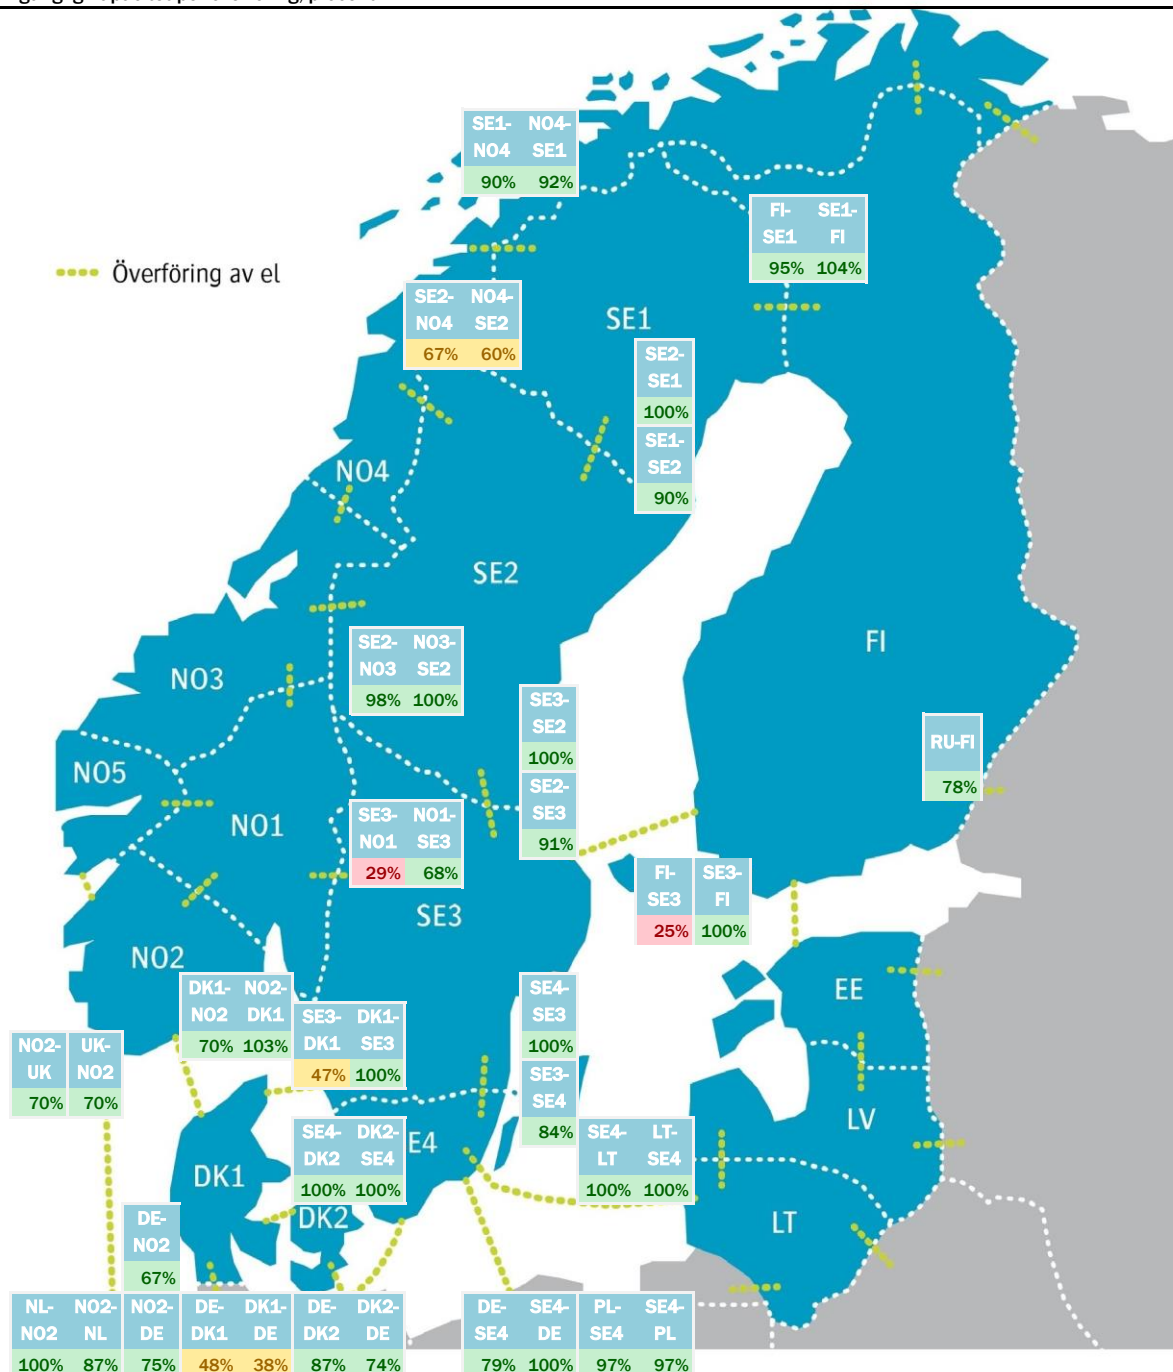 SE1- NO4-
NO4 SE1
90% 92%
FI- SE1-
SE1 FI
95% 104%
Överföring av el
SE2- NO4-
NO4 SE2
67% 60%
SE1
SE2-
SE1
100%
SE1-
SE2
90%
NO4
SE2
FI
SE2- NO3-
NO3 SE2
98% 100%
NO3
SE3-
SE2
100%
SE2-
SE3
91%
RU-FI
78%
NO5
NO1
SE3- NO1-
NO1 SE3
29% 68%
SE3
FI- SE3-
SE3 FI
25% 100%
NO2
DK1- NO2-
NO2 DK1
70% 103%
SE3- DK1-
DK1 SE3
47% 100%
SE4-
SE3
100%
SE3-
SE4
84%
EE
NO2- UK-
UK NO2
70% 70%
LV
SE4- DK2-
DK2 SE4
100% 100%
E4
SE4- LT-
LT SE4
100% 100%
DK1
DK2
LT
DE-
NO2
67%
NL- NO2- NO2- DE- DK1- DE- DK2- DE- SE4- PL- SE4-
NO2 NL DE DK1 DE DK2 DE SE4 DE SE4 PL
100% 87% 75% 48% 38% 87% 74% 79% 100% 97% 97%